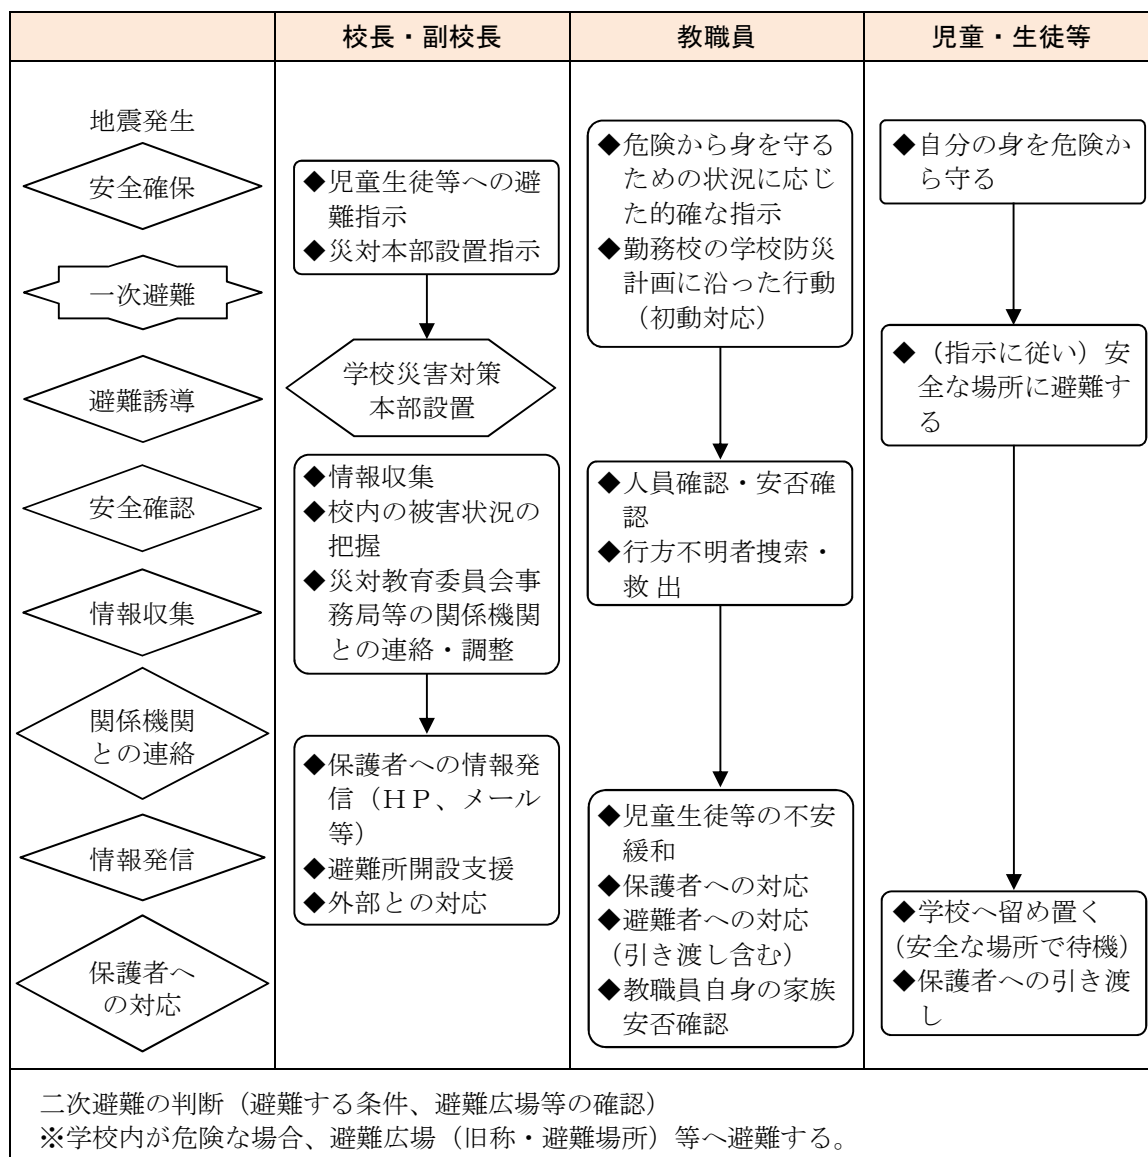 校長・副校長
教職員
児童・生徒等
地震発生
安全確保
一次避難
避難誘導
安全確認
情報収集
関係機関
との連絡
情報発信
保護者へ
の対応
◆児童生徒等への避
難指示
◆災対本部設置指示
学校災害対策
本部設置
◆情報収集
◆校内の被害状況の
把握
◆災対教育委員会事
務局等の関係機関
との連絡・調整
◆保護者への情報発
信（ＨＰ、メール
等）
◆避難所開設支援
◆外部との対応
◆危険から身を守る
ための状況に応じ
た的確な指示
◆勤務校の学校防災
計画に沿った行動
（初動対応）
◆人員確認・安否確
認
◆行方不明者捜索・
救 出
◆児童生徒等の不安
緩和
◆保護者への対応
◆避難者への対応
（引き渡し含む）
◆教職員自身の家族
安否確認
◆自分の身を危険か
ら守る
◆（指示に従い）安
全な場所に避難す
る
◆学校へ留め置く
（安全な場所で待機）
◆保護者への引き渡
し
二次避難の判断（避難する条件、避難広場等の確認）
※学校内が危険な場合、避難広場（旧称・避難場所）等へ避難する。